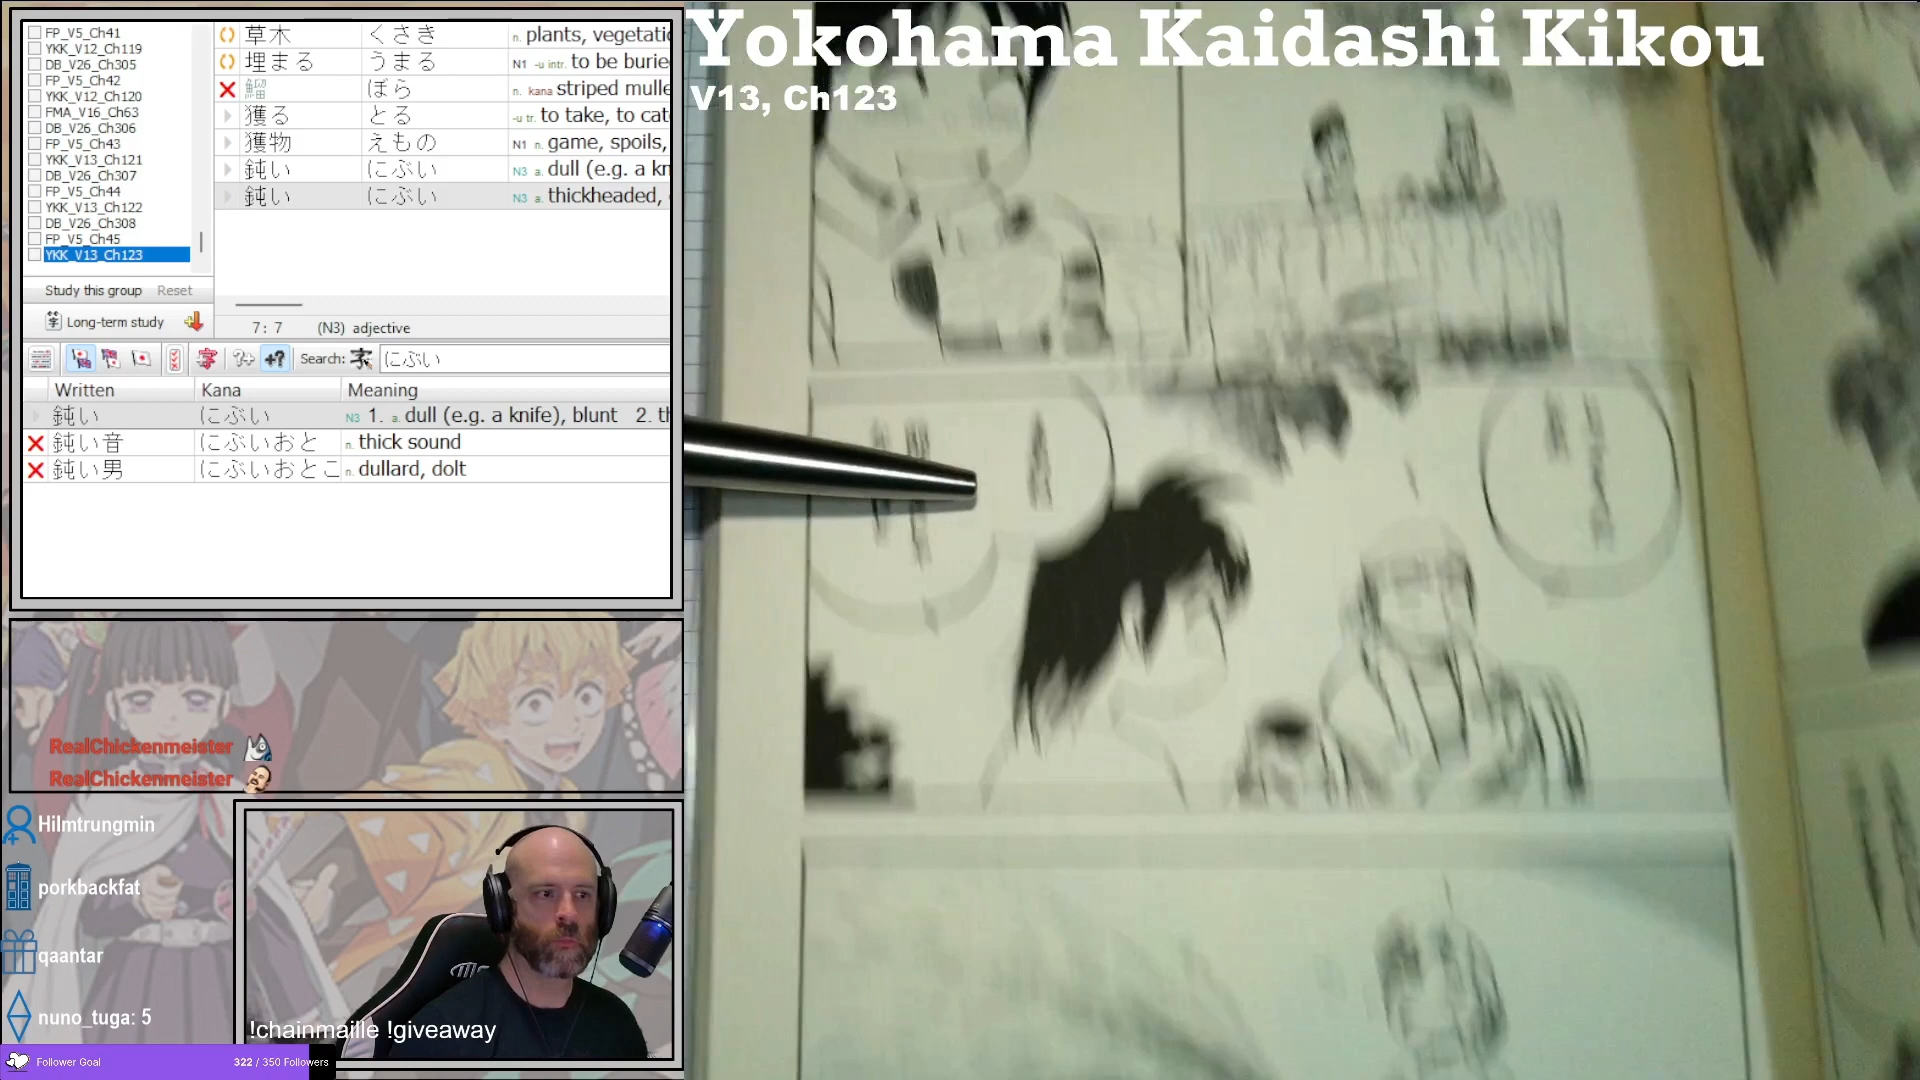 Yokohama Kaidashi Kikou
V13, Ch123
FP_V5_Ch41
YKK_V12_Ch119
DB_V26_Ch305
FP_V5_Ch42
YKK_V12_Ch120
FMA_V16_Ch63
DB_V26_Ch306
FP_V5_Ch43
YKK_V13_Ch121
DB_V26_Ch307
FP_V5_Ch44
YKK_V13_Ch122
DB_V26_Ch308
FP_V5_Ch45
YKK_V13_Ch123
Study this group Reset
Long-term study
草木 くさき n. plants, vegetatio
埋まる うまる N1 -u intr. to be burie
鯔 ぼら n. kana striped mulle
獲る とる -u tr. to take, to cat
獲物 えもの N1 n. game, spoils,
鈍い にぶい N3 a. dull (e.g. a kn
鈍い にぶい N3 a. thickheaded,
7: 7 (N3) adjective
Search: にぶい
Written Kana Meaning
鈍い にぶい N3 1. a. dull (e.g. a knife), blunt 2. th
鈍い音 にぶいおと n. thick sound
鈍い男 にぶいおとこ n. dullard, dolt
RealChickenmeister
RealChickenmeister
Hilmtrungmin
porkbackfat
qaantar
nuno_tuga: 5
!chainmaille !giveaway
Follower Goal 322 / 350 Followers